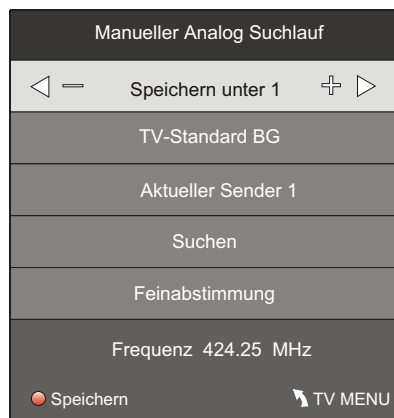 Manueller Analog Suchlauf
Speichern unter 1
TV-Standard BG
Aktueller Sender 1
Suchen
Feinabstimmung
Frequenz 424.25 MHz
Speichern TV MENU